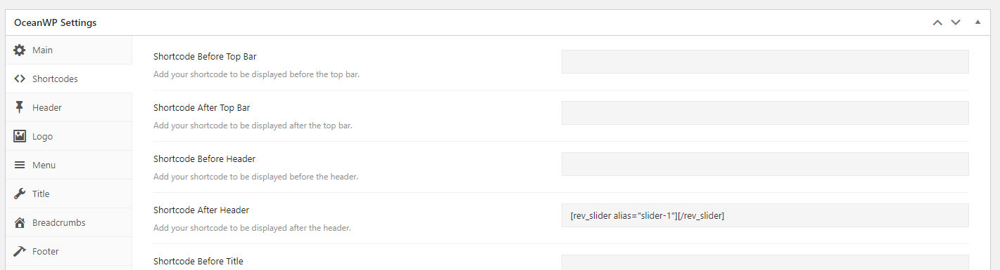 OceanWP Settings
Main
Shortcodes
Header
Logo
Menu
Title
Breadcrumbs
Footer
Shortcode Before Top Bar
Add your shortcode to be displayed before the top bar.
Shortcode After Top Bar
Add your shortcode to be displayed after the top bar.
Shortcode Before Header
Add your shortcode to be displayed before the header.
Shortcode After Header
[rev_slider alias="slider-1"][/rev_slider]
Add your shortcode to be displayed after the header.
Shortcode Before Title